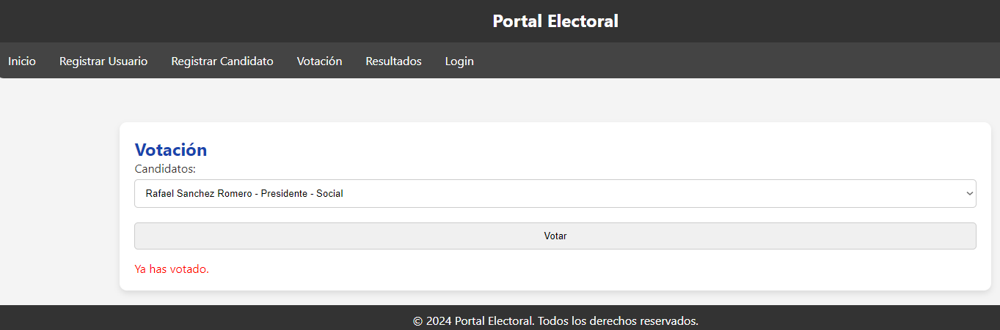 Portal Electoral
Inicio Registrar Usuario Registrar Candidato Votación Resultados Login
Votación
Candidatos:
Rafael Sanchez Romero - Presidente - Social
Votar
Ya has votado.
© 2024 Portal Electoral. Todos los derechos reservados.